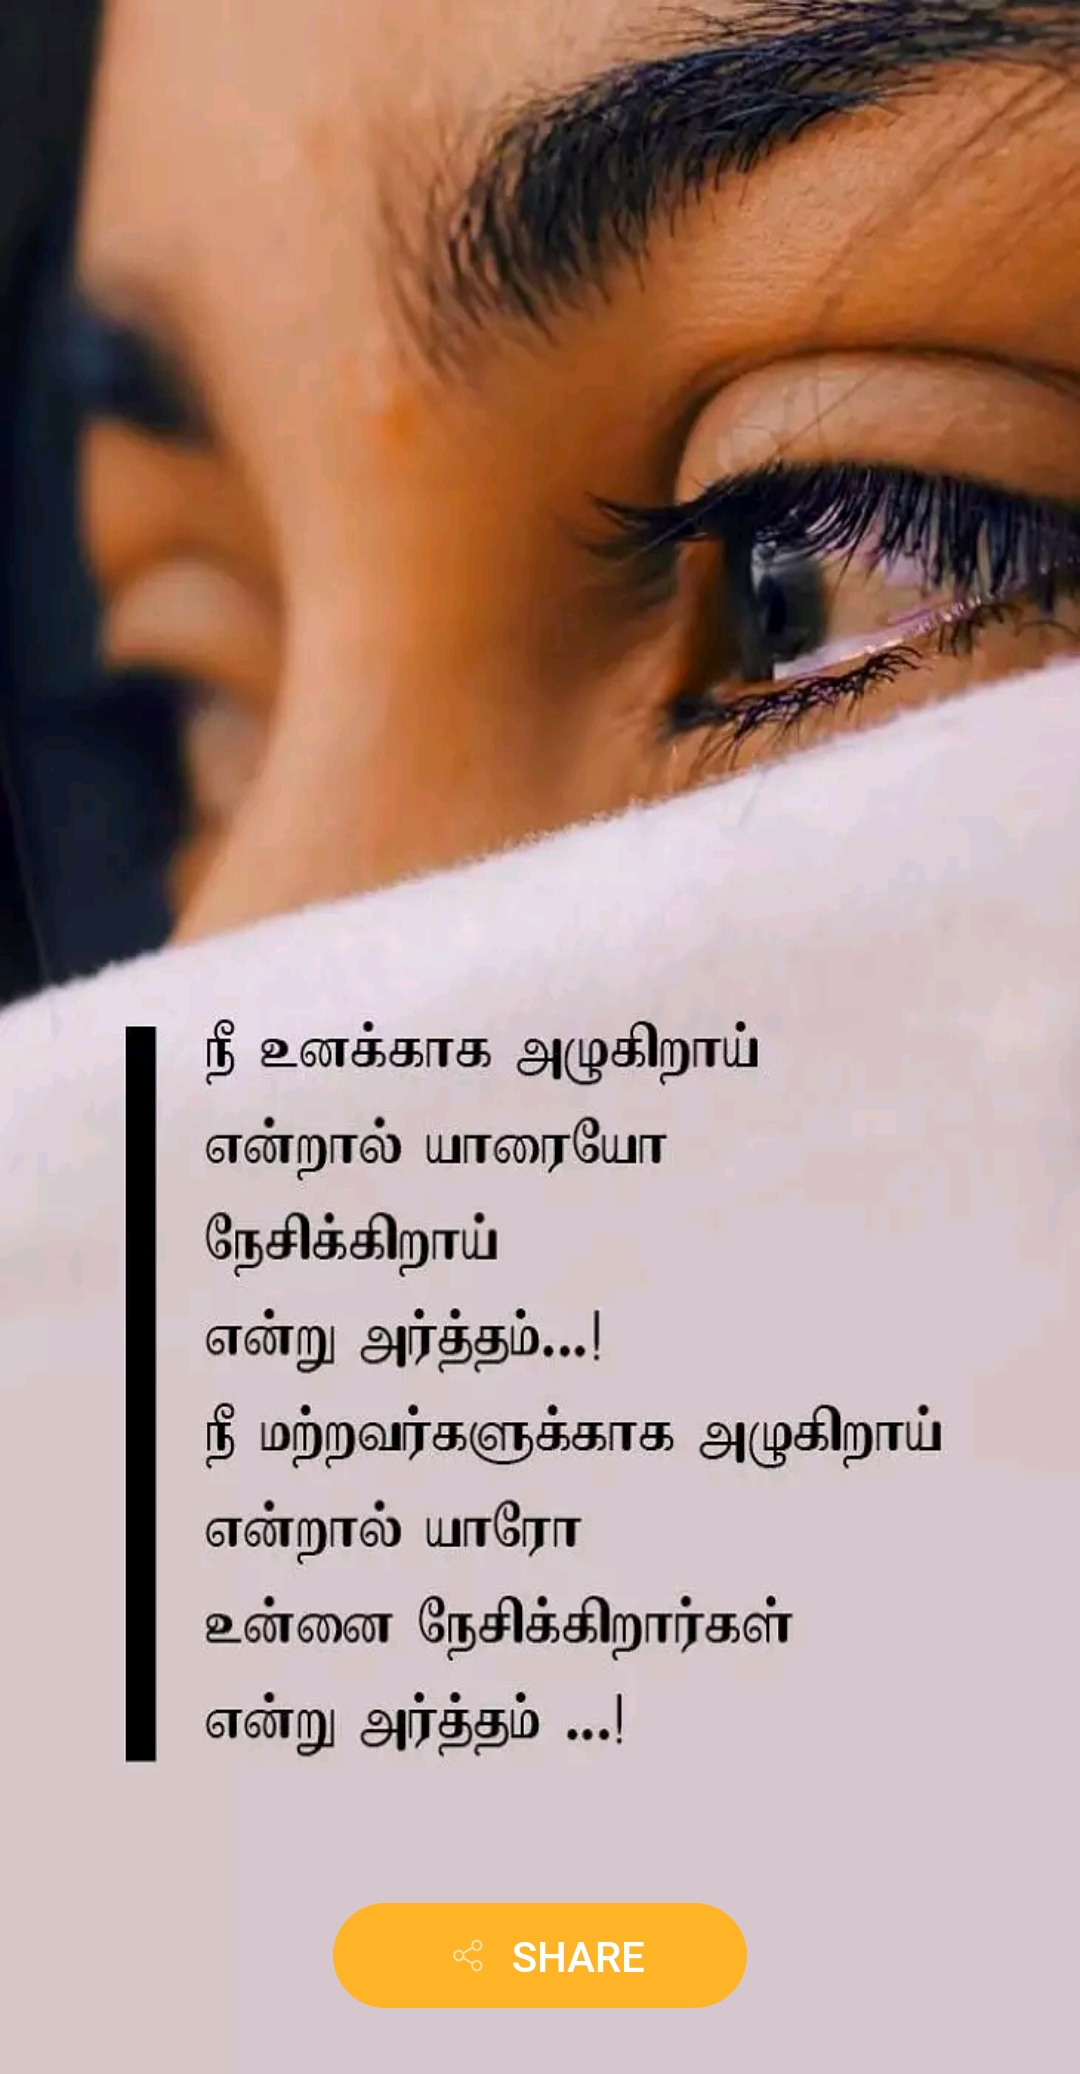 நீ உனக்காக அழுகிறாய்
என்றால் யாரையோ
நேசிக்கிறாய்
என்று அர்த்தம்...!
நீ மற்றவர்களுக்காக அழுகிறாய்
என்றால் யாரோ
உன்னை நேசிக்கிறார்கள்
என்று அர்த்தம் ...!
SHARE